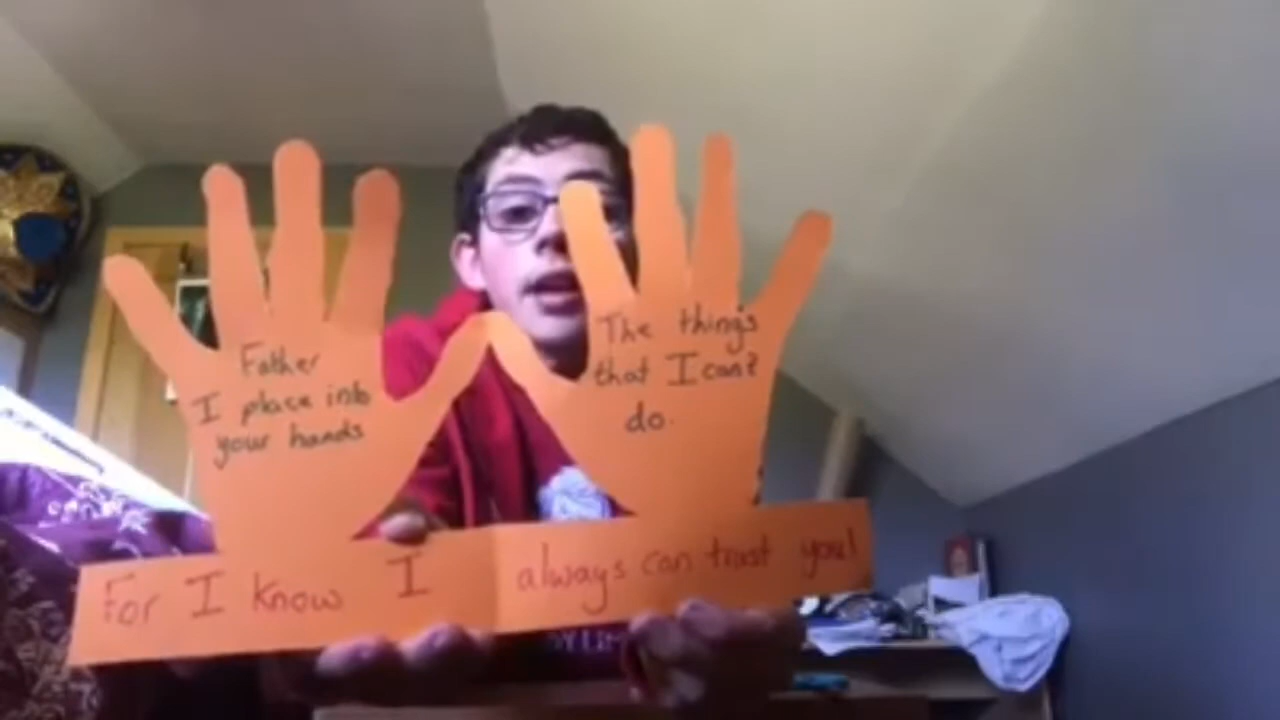 Father
I place into
your hands
The things
that I can't
do.
For I know I always can trust you!